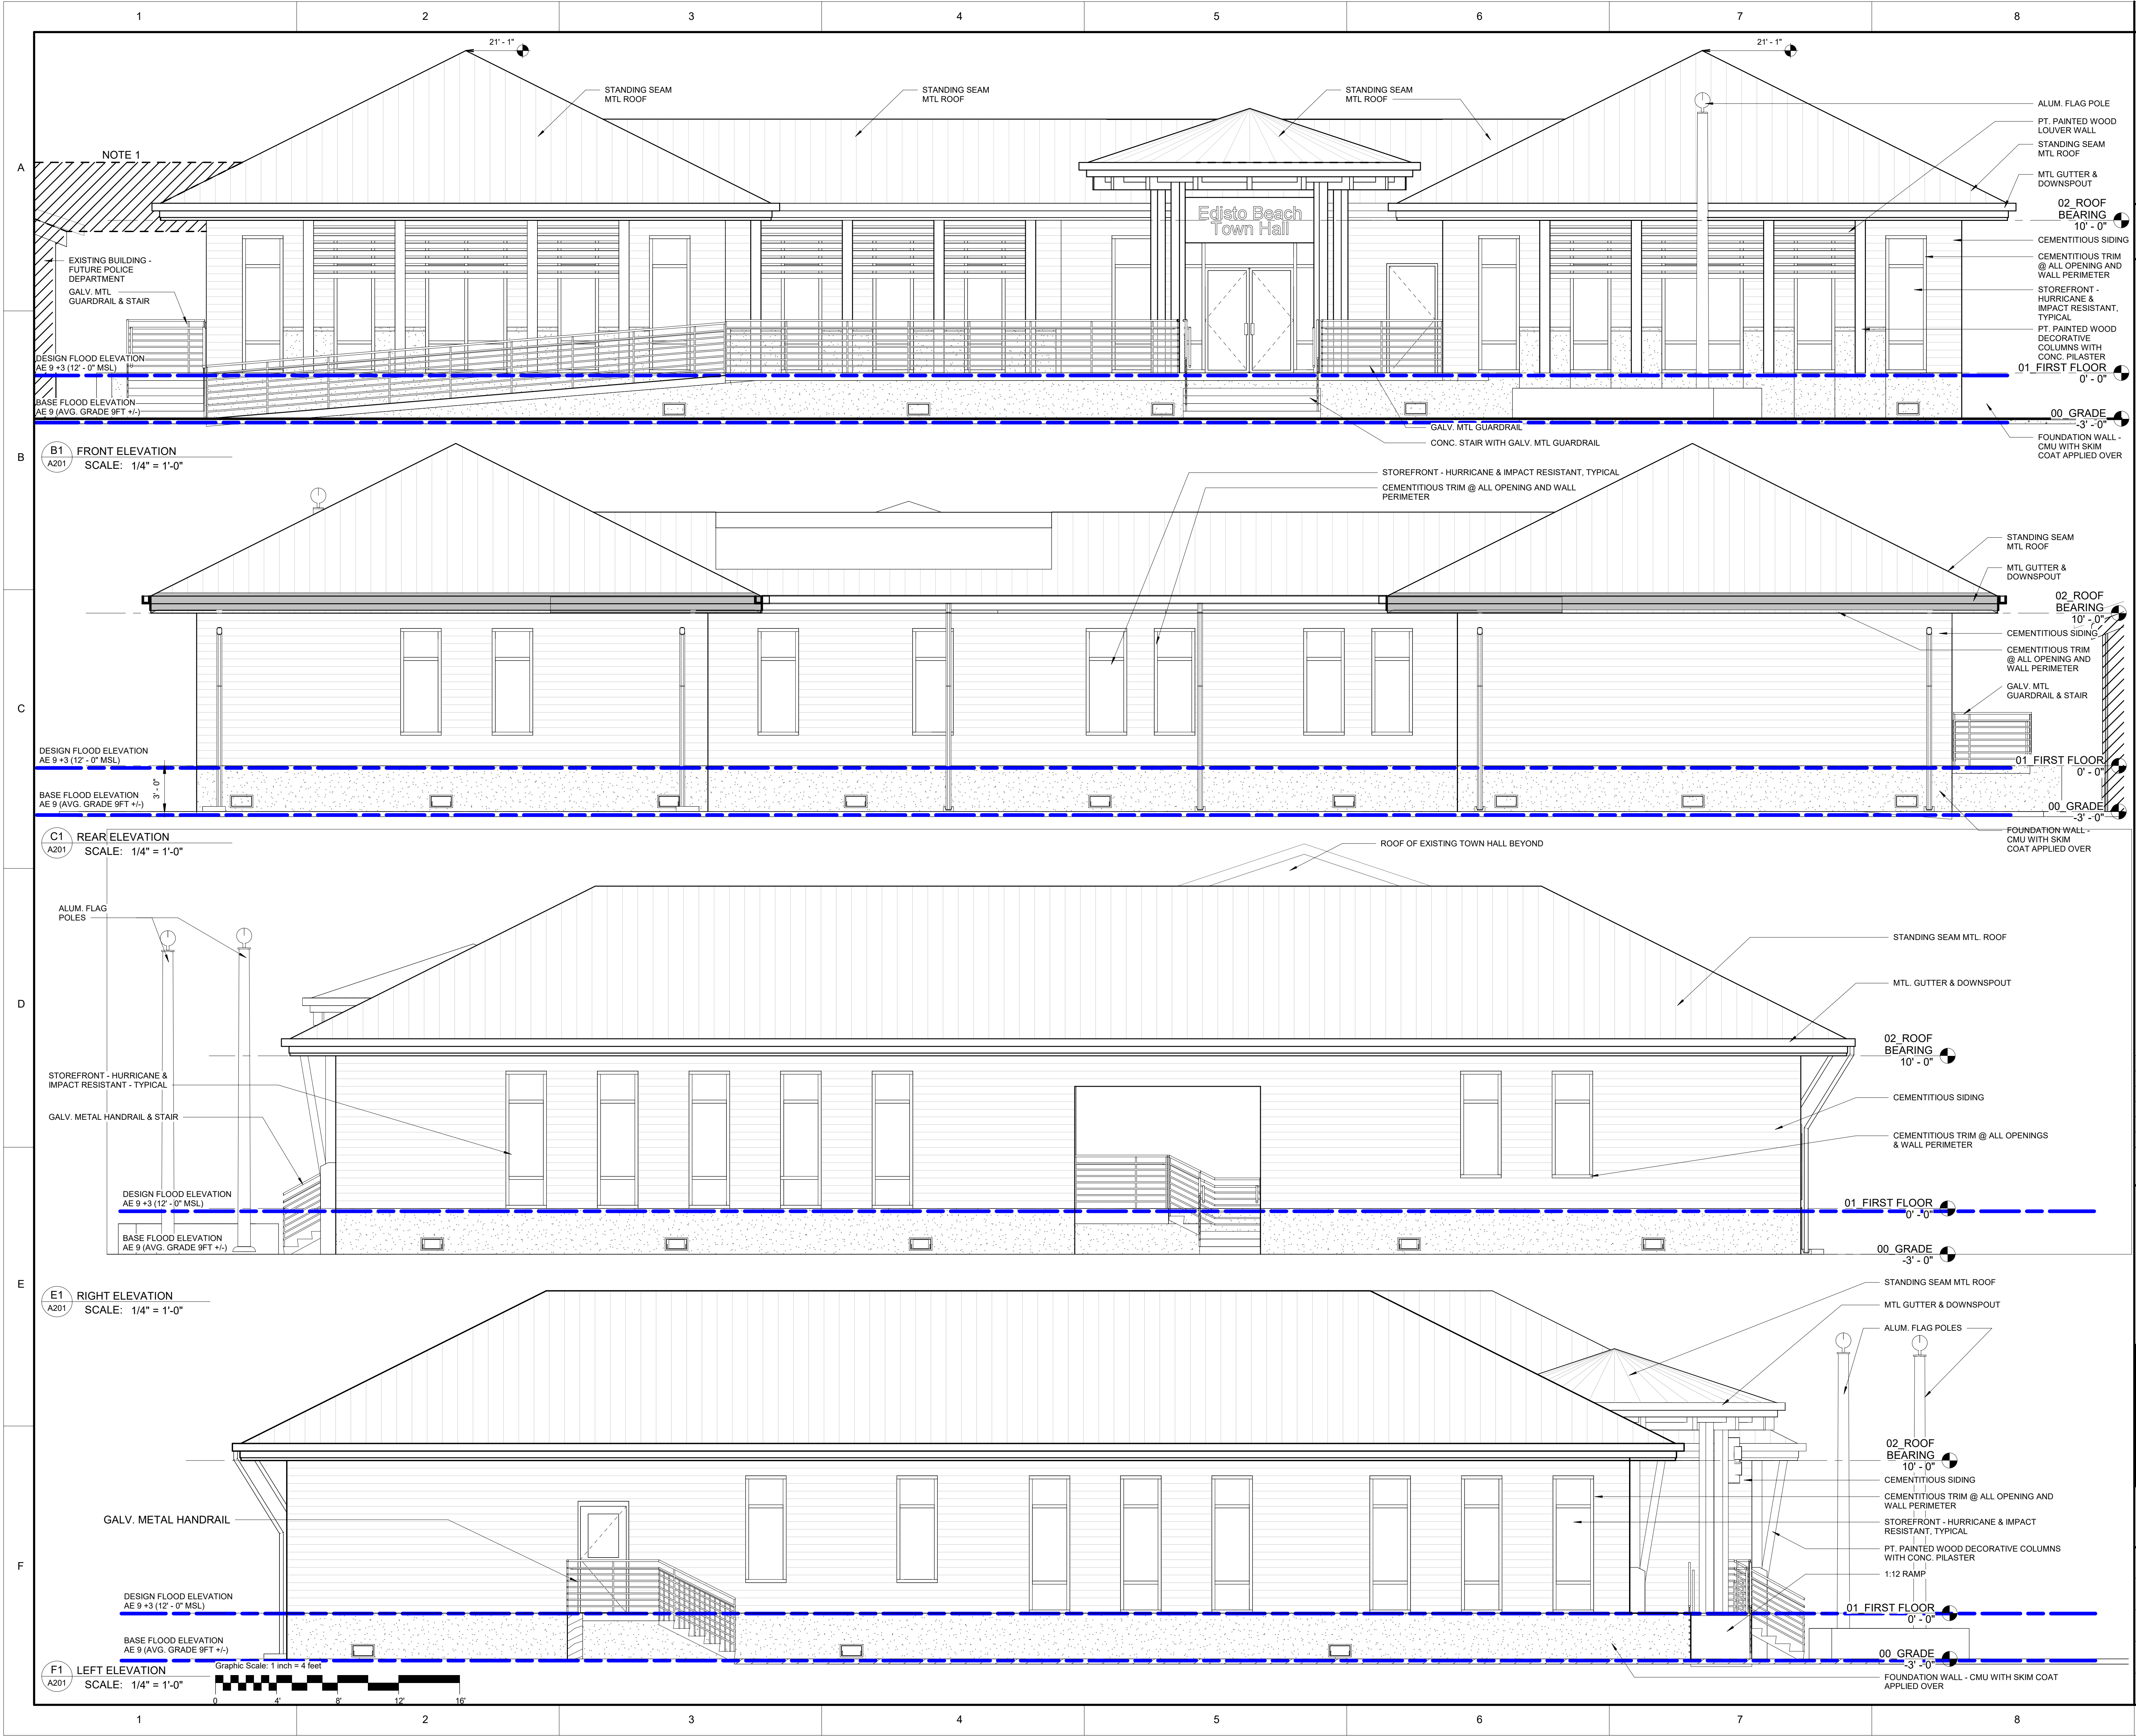 1
2
3
4
5
6
7
8
A
B
C
D
E
F
21' - 1"
21' - 1"
STANDING SEAM
MTL ROOF
STANDING SEAM
MTL ROOF
STANDING SEAM
MTL ROOF
ALUM. FLAG POLE
PT. PAINTED WOOD
LOUVER WALL
STANDING SEAM
MTL ROOF
MTL GUTTER &
DOWNSPOUT
02_ROOF
BEARING
10' - 0"
CEMENTITIOUS SIDING
CEMENTITIOUS TRIM
@ ALL OPENING AND
WALL PERIMETER
STOREFRONT -
HURRICANE &
IMPACT RESISTANT,
TYPICAL
PT. PAINTED WOOD
DECORATIVE
COLUMNS WITH
CONC. PILASTER
01_FIRST FLOOR
0' - 0"
00_GRADE
-3' - 0"
FOUNDATION WALL -
CMU WITH SKIM
COAT APPLIED OVER
NOTE 1
Edisto Beach
Town Hall
EXISTING BUILDING -
FUTURE POLICE
DEPARTMENT
GALV. MTL
GUARDRAIL & STAIR
DESIGN FLOOD ELEVATION
AE 9 +3 (12' - 0" MSL)
BASE FLOOD ELEVATION
AE 9 (AVG. GRADE 9FT +/-)
GALV. MTL GUARDRAIL
CONC. STAIR WITH GALV. MTL GUARDRAIL
B1
A201
FRONT ELEVATION
SCALE: 1/4" = 1'-0"
STOREFRONT - HURRICANE & IMPACT RESISTANT, TYPICAL
CEMENTITIOUS TRIM @ ALL OPENING AND WALL
PERIMETER
STANDING SEAM
MTL ROOF
MTL GUTTER &
DOWNSPOUT
02_ROOF
BEARING
10' - 0"
CEMENTITIOUS SIDING
CEMENTITIOUS TRIM
@ ALL OPENING AND
WALL PERIMETER
GALV. MTL
GUARDRAIL & STAIR
01_FIRST FLOOR
0' - 0"
00_GRADE
-3' - 0"
FOUNDATION WALL -
CMU WITH SKIM
COAT APPLIED OVER
DESIGN FLOOD ELEVATION
AE 9 +3 (12' - 0" MSL)
3' - 0"
BASE FLOOD ELEVATION
AE 9 (AVG. GRADE 9FT +/-)
C1
A201
REAR ELEVATION
SCALE: 1/4" = 1'-0"
ROOF OF EXISTING TOWN HALL BEYOND
ALUM. FLAG
POLES
STANDING SEAM MTL. ROOF
MTL. GUTTER & DOWNSPOUT
02_ROOF
BEARING
10' - 0"
STOREFRONT - HURRICANE &
IMPACT RESISTANT - TYPICAL
GALV. METAL HANDRAIL & STAIR
CEMENTITIOUS SIDING
CEMENTITIOUS TRIM @ ALL OPENINGS
& WALL PERIMETER
DESIGN FLOOD ELEVATION
AE 9 +3 (12' - 0" MSL)
01_FIRST FLOOR
0' - 0"
BASE FLOOD ELEVATION
AE 9 (AVG. GRADE 9FT +/-)
00_GRADE
-3' - 0"
E1
A201
RIGHT ELEVATION
SCALE: 1/4" = 1'-0"
STANDING SEAM MTL ROOF
MTL GUTTER & DOWNSPOUT
ALUM. FLAG POLES
02_ROOF
BEARING
10' - 0"
CEMENTITIOUS SIDING
CEMENTITIOUS TRIM @ ALL OPENING AND
WALL PERIMETER
STOREFRONT - HURRICANE & IMPACT
RESISTANT, TYPICAL
PT. PAINTED WOOD DECORATIVE COLUMNS
WITH CONC. PILASTER
1:12 RAMP
01_FIRST FLOOR
0' - 0"
00_GRADE
-3' - 0"
FOUNDATION WALL - CMU WITH SKIM COAT
APPLIED OVER
GALV. METAL HANDRAIL
DESIGN FLOOD ELEVATION
AE 9 +3 (12' - 0" MSL)
BASE FLOOD ELEVATION
AE 9 (AVG. GRADE 9FT +/-)
F1
A201
LEFT ELEVATION
SCALE: 1/4" = 1'-0"
Graphic Scale: 1 inch = 4 feet
0
4'
8'
12'
16'
1
2
3
4
5
6
7
8